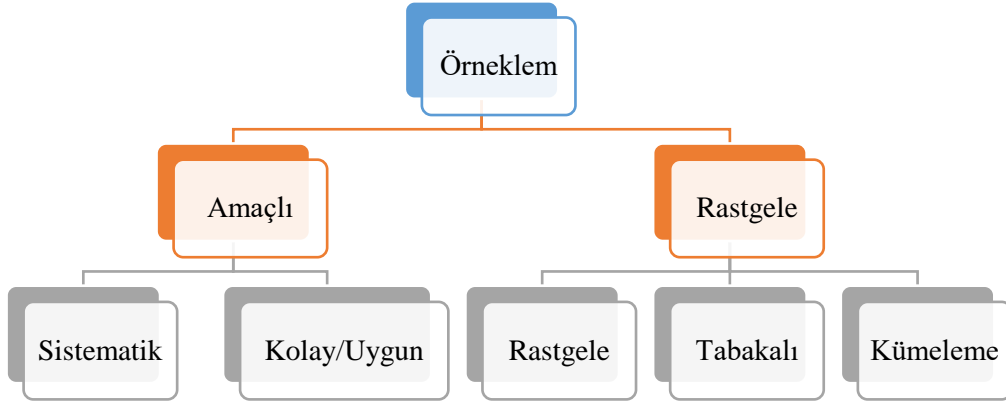 Örneklem
Amaçlı
Rastgele
Sistematik
Kolay/Uygun
Rastgele
Tabakalı
Kümeleme